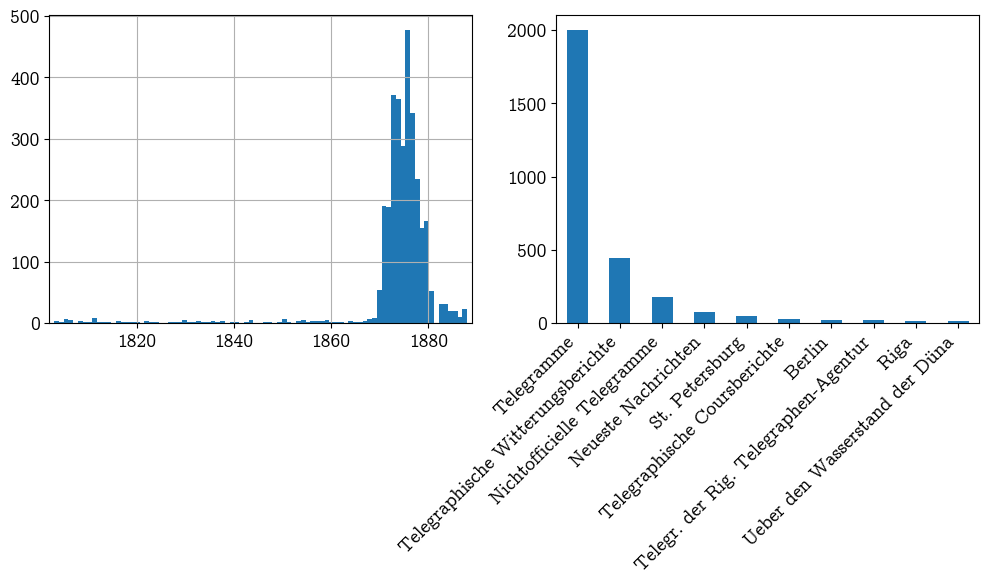 500
400
300
200
100
0
1820
1840
1860
1880
2000
1500
1000
500
0
Telegramme
Telegraphische Witterungsberichte
Nichtofficielle Telegramme
Neueste Nachrichten
St. Petersburg
Telegraphische Coursberichte
Berlin
Telegr. der Rig. Telegraphen-Agentur
Riga
Ueber den Wasserstand der Düna